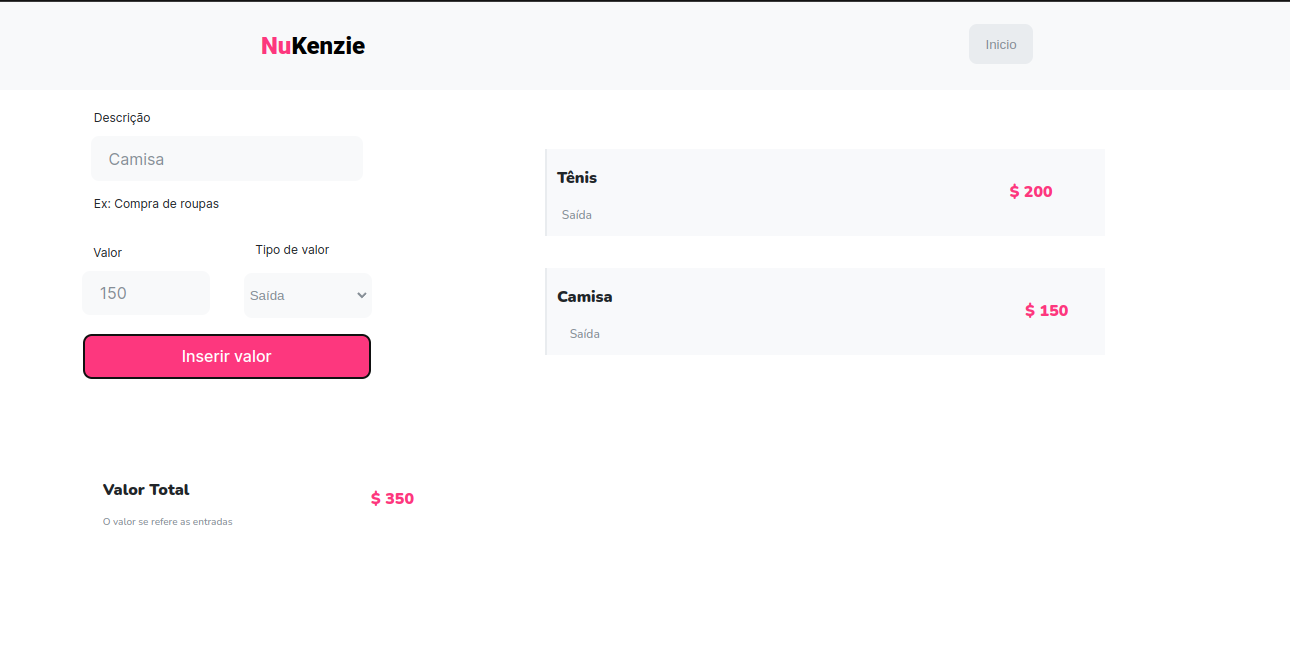 NuKenzie
Inicio
Descrição
Camisa
Ex: Compra de roupas
Valor
Tipo de valor
150
Saída
Inserir valor
Valor Total
$ 350
O valor se refere as entradas
Tênis
$ 200
Saída
Camisa
$ 150
Saída